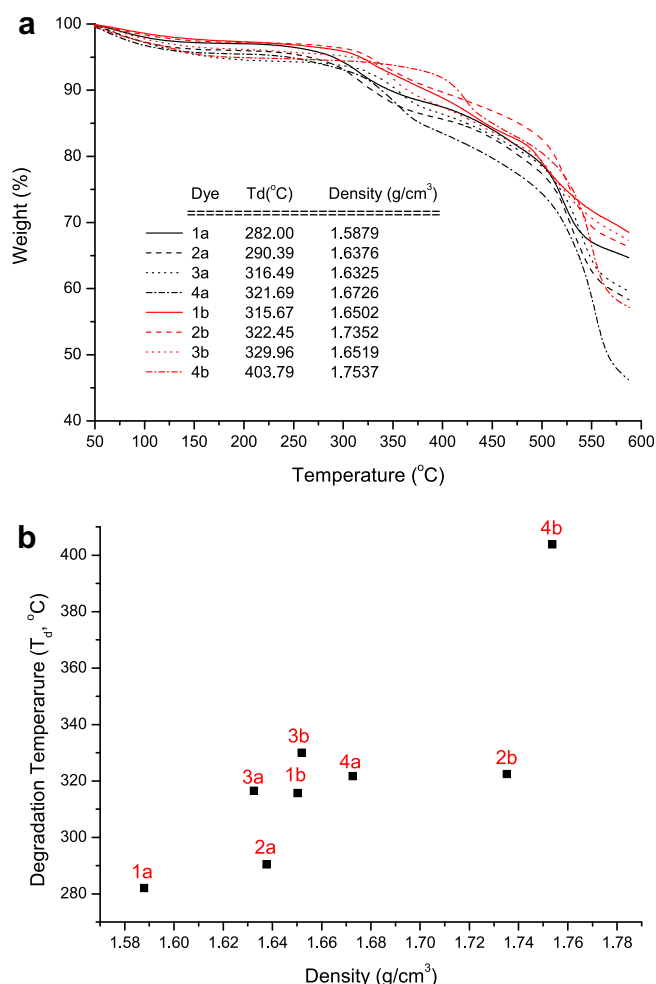 a
100
90
80
70
60
50
40
Weight (%)
Dye Td(°C) Density (g/cm³)
1a 282.00 1.5879
2a 290.39 1.6376
3a 316.49 1.6325
4a 321.69 1.6726
1b 315.67 1.6502
2b 322.45 1.7352
3b 329.96 1.6519
4b 403.79 1.7537
50 100 150 200 250 300 350 400 450 500 550 600
Temperature (°C)
b
400
380
360
340
320
300
280
Degradation Temperarure (T_d, °C)
4b
3b
3a 1b 4a 2b
2a
1a
1.58 1.60 1.62 1.64 1.66 1.68 1.70 1.72 1.74 1.76 1.78
Density (g/cm³)